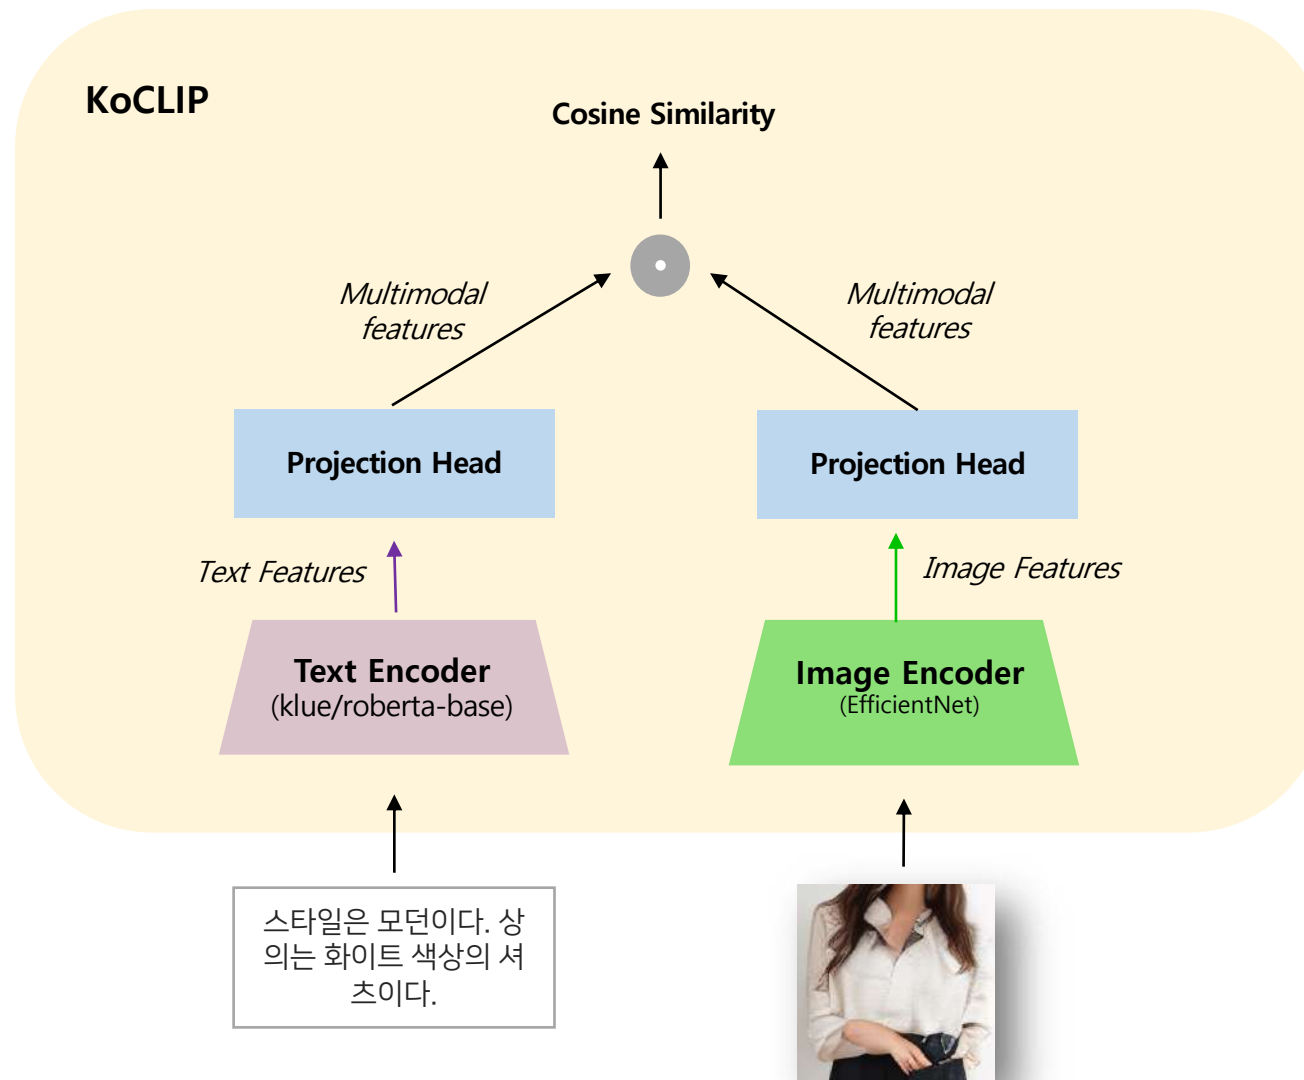 KoCLIP
Cosine Similarity
Multimodal
features
Multimodal
features
Projection Head
Projection Head
Text Features
Image Features
Text Encoder
(klue/roberta-base)
Image Encoder
(EfficientNet)
스타일은 모던이다. 상
의는 화이트 색상의 셔
츠이다.